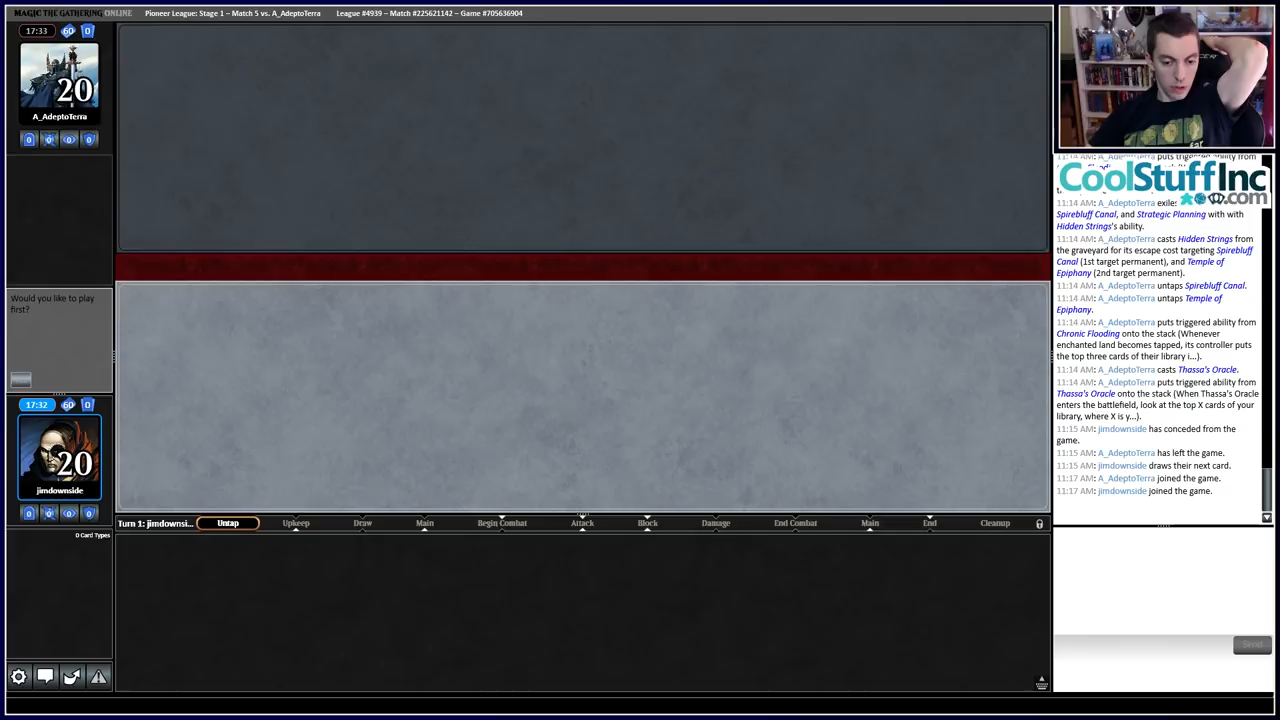 MAGIC THE GATHERING ONLINE
Pioneer League: Stage 1 – Match 5 vs. A_AdeptoTerra
League #4939 – Match #225621142 – Game #705636904
17:33
60
0
20
A_AdeptoTerra
0
0
0
0
Would you like to play
first?
17:32
60
0
20
jimdownside
0
0
0
0
Turn 1: jimdownsi...
Untap
Upkeep
Draw
Main
Begin Combat
Attack
Block
Damage
End Combat
Main
End
Cleanup
0 Card Types
11:14 AM: A_AdeptoTerra puts triggered ability from
CoolStuffInc
.com
11:14 AM: A_AdeptoTerra exile:
Spirebluff Canal, and Strategic Planning with with
Hidden Strings's ability.
11:14 AM: A_AdeptoTerra casts Hidden Strings from
the graveyard for its escape cost targeting Spirebluff
Canal (1st target permanent), and Temple of
Epiphany (2nd target permanent).
11:14 AM: A_AdeptoTerra untaps Spirebluff Canal.
11:14 AM: A_AdeptoTerra untaps Temple of
Epiphany.
11:14 AM: A_AdeptoTerra puts triggered ability from
Chronic Flooding onto the stack (Whenever
enchanted land becomes tapped, its controller puts
the top three cards of their library i...).
11:14 AM: A_AdeptoTerra casts Thassa's Oracle.
11:14 AM: A_AdeptoTerra puts triggered ability from
Thassa's Oracle onto the stack (When Thassa's Oracle
enters the battlefield, look at the top X cards of your
library, where X is y...).
11:15 AM: jimdownside has conceded from the
game.
11:15 AM: A_AdeptoTerra has left the game.
11:15 AM: jimdownside draws their next card.
11:17 AM: A_AdeptoTerra joined the game.
11:17 AM: jimdownside joined the game.
Send